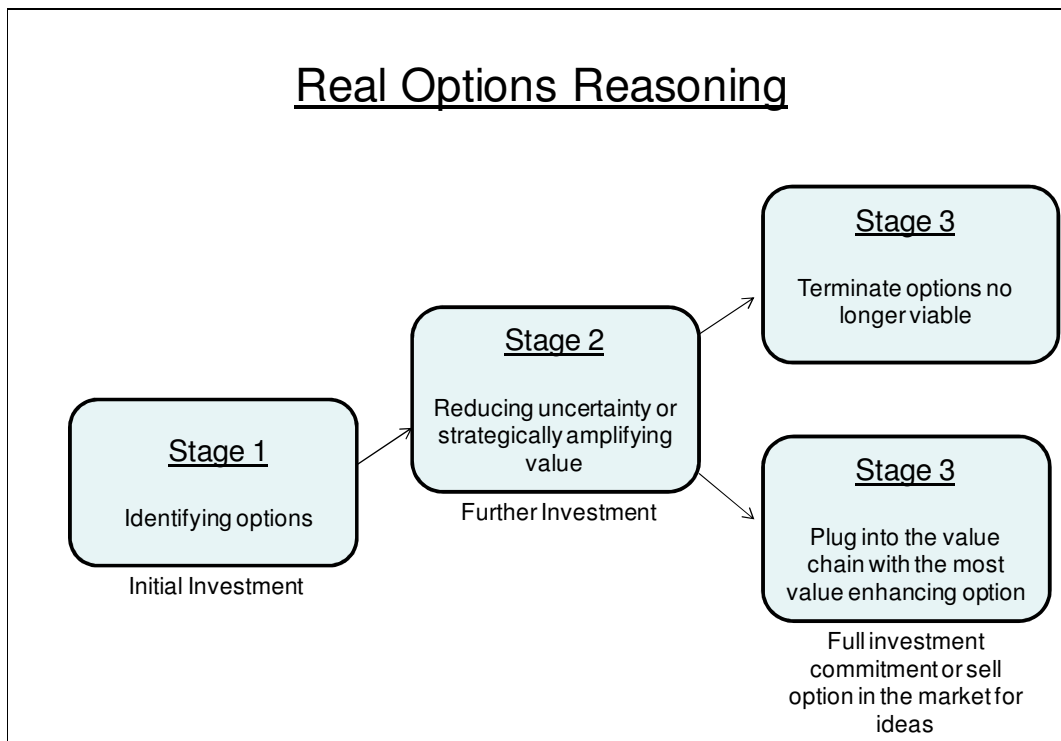 Real Options Reasoning
Stage 1
Identifying options
Initial Investment
Stage 2
Reducing uncertainty or
strategically amplifying
value
Further Investment
Stage 3
Terminate options no
longer viable
Stage 3
Plug into the value
chain with the most
value enhancing option
Full investment
commitment or sell
option in the market for
ideas